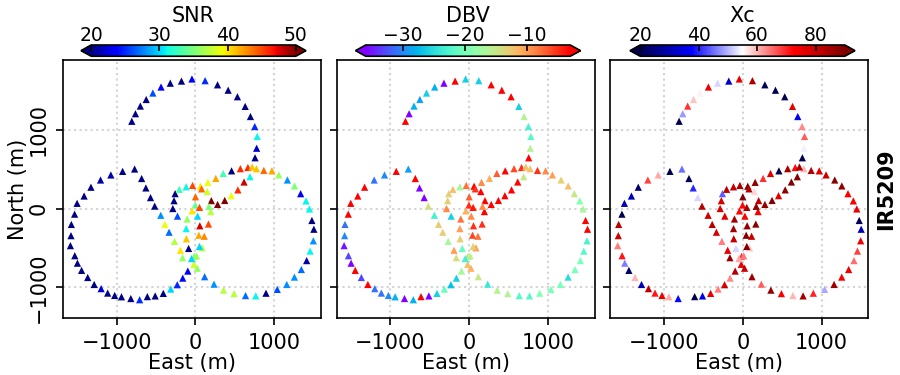 SNR DBV Xc
20 30 40 50 −30 −20 −10 20 40 60 80
North (m)
1000
0
−1000
IR5209
−1000 0 1000 −1000 0 1000 −1000 0 1000
East (m) East (m) East (m)